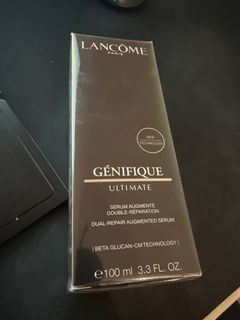 LANCÔME
PARIS
NEW
TECHNOLOGY
GÉNIFIQUE
ULTIMATE
SÉRUM AUGMENTÉ
DOUBLE-RÉPARATION
DUAL-REPAIR AUGMENTED SERUM
| BETA GLUCAN-CM TECHNOLOGY |
℮100 ml 3.3 FL. OZ.